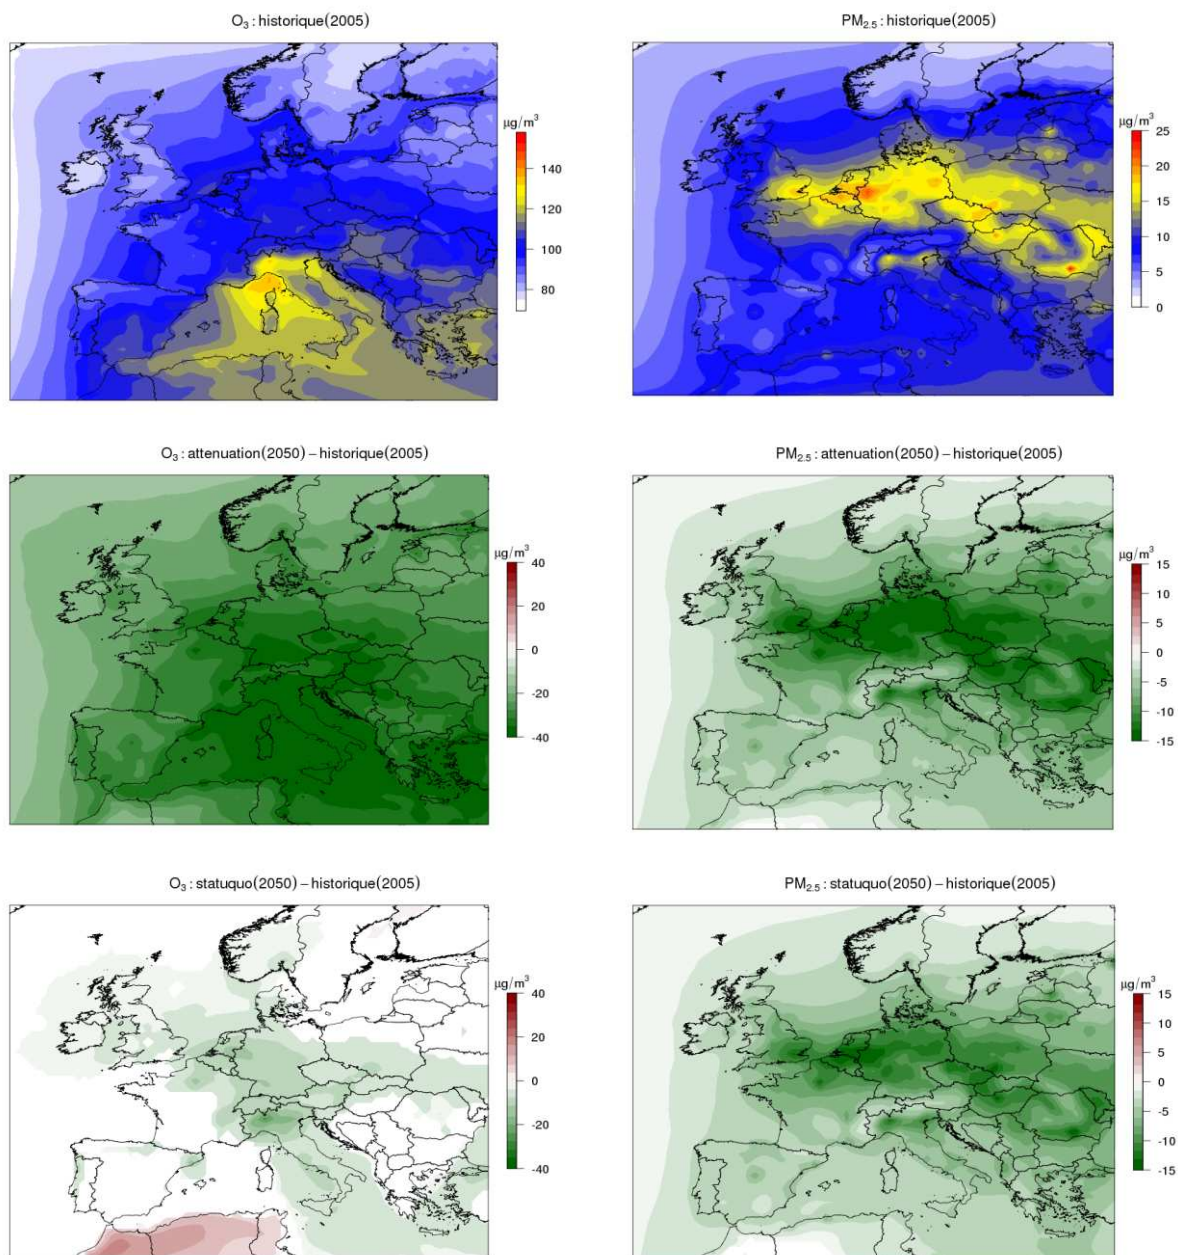 O₃ : historique(2005)
μg/m³
140
120
100
80
PM₂.₅ : historique(2005)
μg/m³
25
20
15
10
5
0
O₃ : attenuation(2050) – historique(2005)
μg/m³
40
20
0
-20
-40
PM₂.₅ : attenuation(2050) – historique(2005)
μg/m³
15
10
5
0
-5
-10
-15
O₃ : statuquo(2050) – historique(2005)
μg/m³
40
20
0
-20
-40
PM₂.₅ : statuquo(2050) – historique(2005)
μg/m³
15
10
5
0
-5
-10
-15